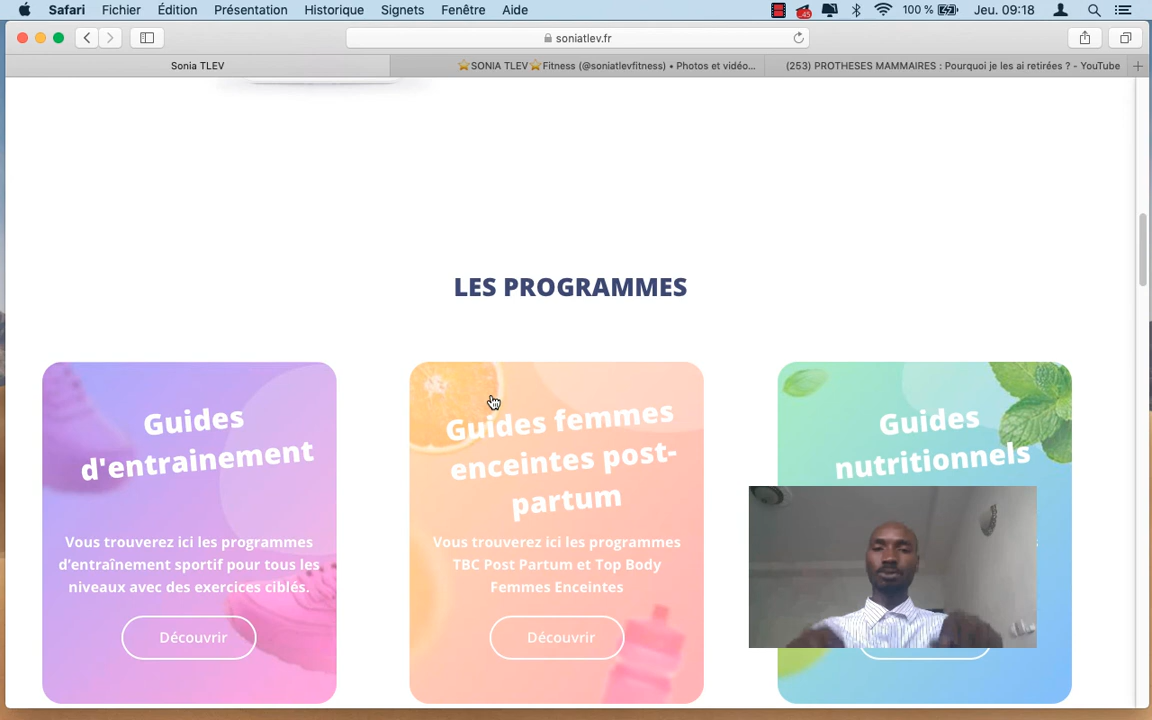 Safari Fichier Édition Présentation Historique Signets Fenêtre Aide 45 100 % Jeu. 09:18
soniatlev.fr
Sonia TLEV
⭐SONIA TLEV⭐Fitness (@soniatlevfitness) • Photos et vidéo...
(253) PROTHESES MAMMAIRES : Pourquoi je les ai retirées ? - YouTube
LES PROGRAMMES
Guides
d'entrainement
Vous trouverez ici les programmes
d'entraînement sportif pour tous les
niveaux avec des exercices ciblés.
Découvrir
Guides femmes
enceintes post-
partum
Vous trouverez ici les programmes
TBC Post Partum et Top Body
Femmes Enceintes
Découvrir
Guides
nutritionnels